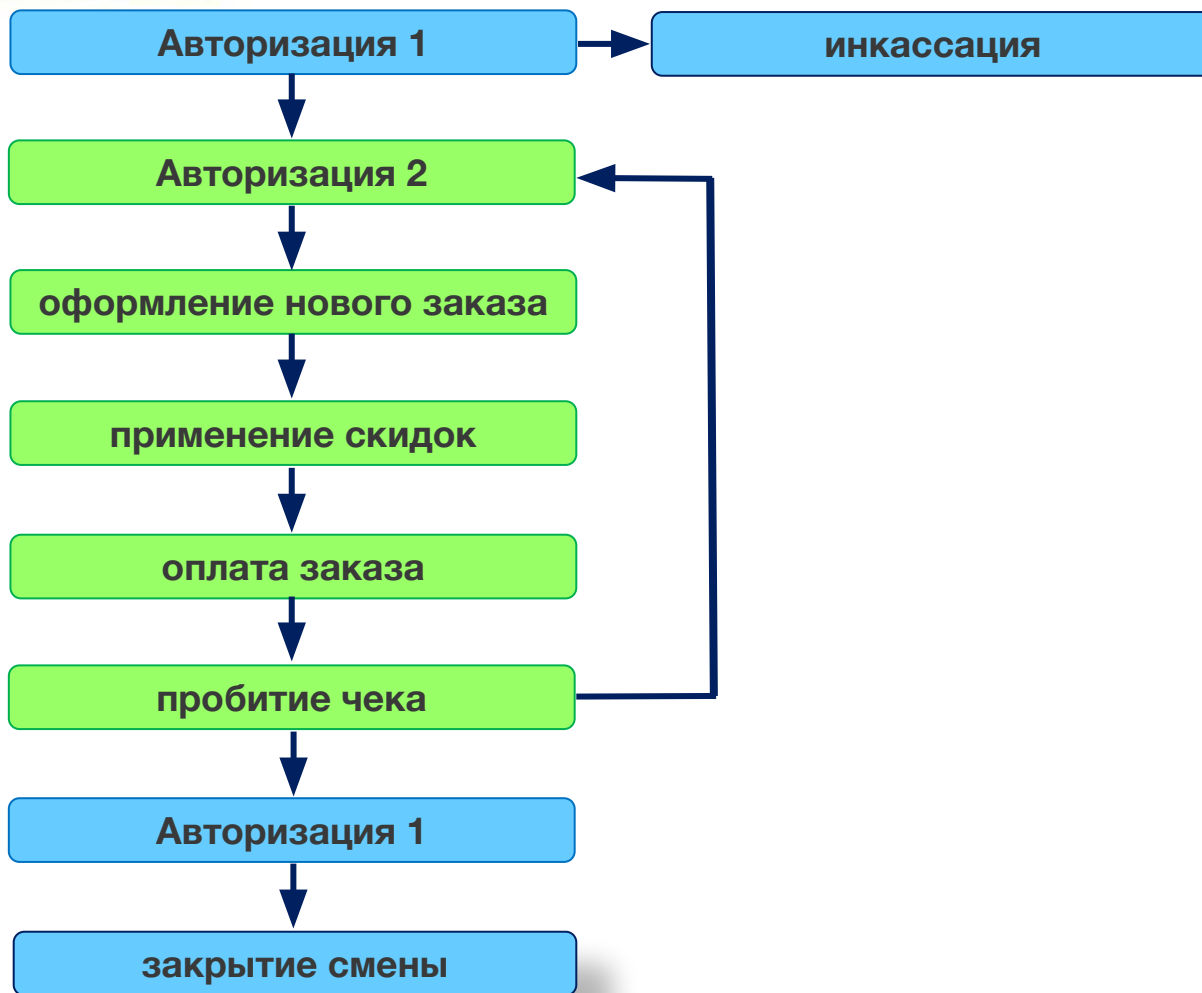 Авторизация 1
инкассация
Авторизация 2
оформление нового заказа
применение скидок
оплата заказа
пробитие чека
Авторизация 1
закрытие смены